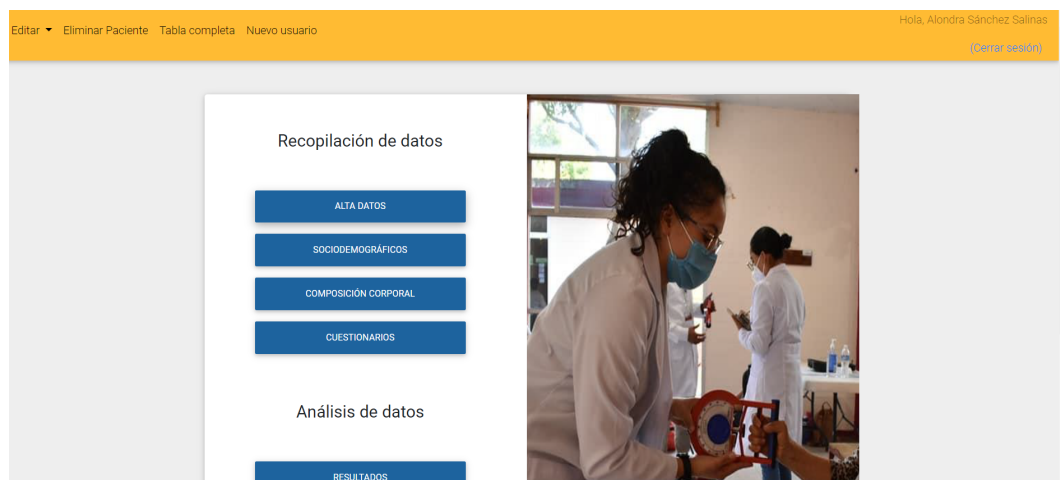 Editar Eliminar Paciente Tabla completa Nuevo usuario
Hola, Alondra Sánchez Salinas
(Cerrar sesión)
Recopilación de datos
ALTA DATOS
SOCIODEMOGRÁFICOS
COMPOSICIÓN CORPORAL
CUESTIONARIOS
Análisis de datos
RESULTADOS